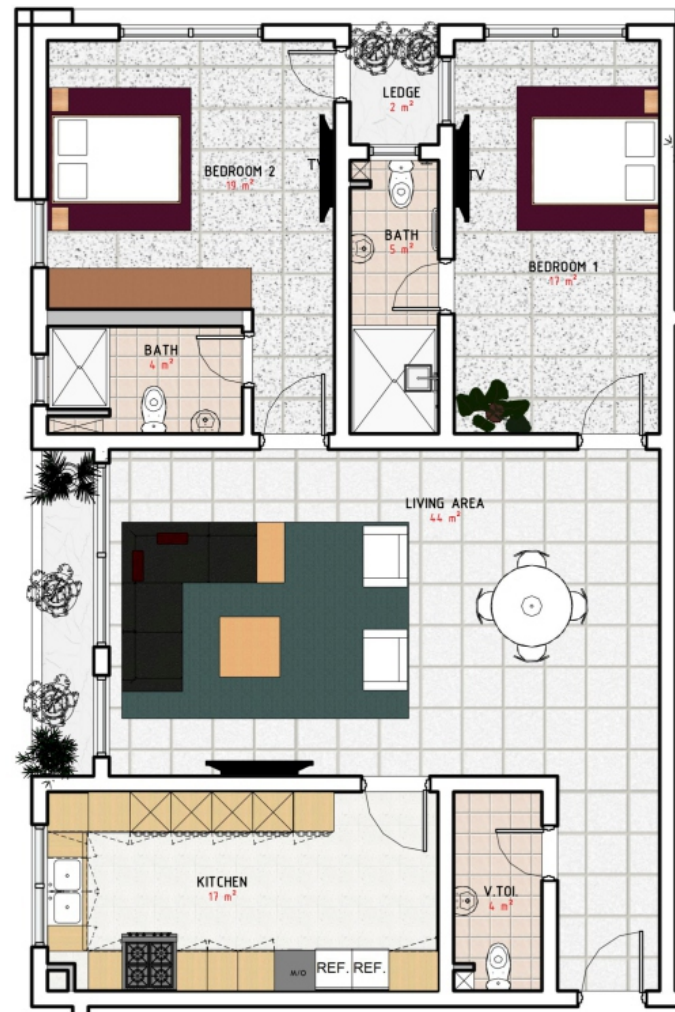 LEDGE
2 m²
BEDROOM 2
19 m²
TV
TV
BATH
5 m²
BEDROOM 1
17 m²
BATH
4 m²
LIVING AREA
44 m²
KITCHEN
17 m²
V.TOI.
4 m²
M/O
REF.
REF.